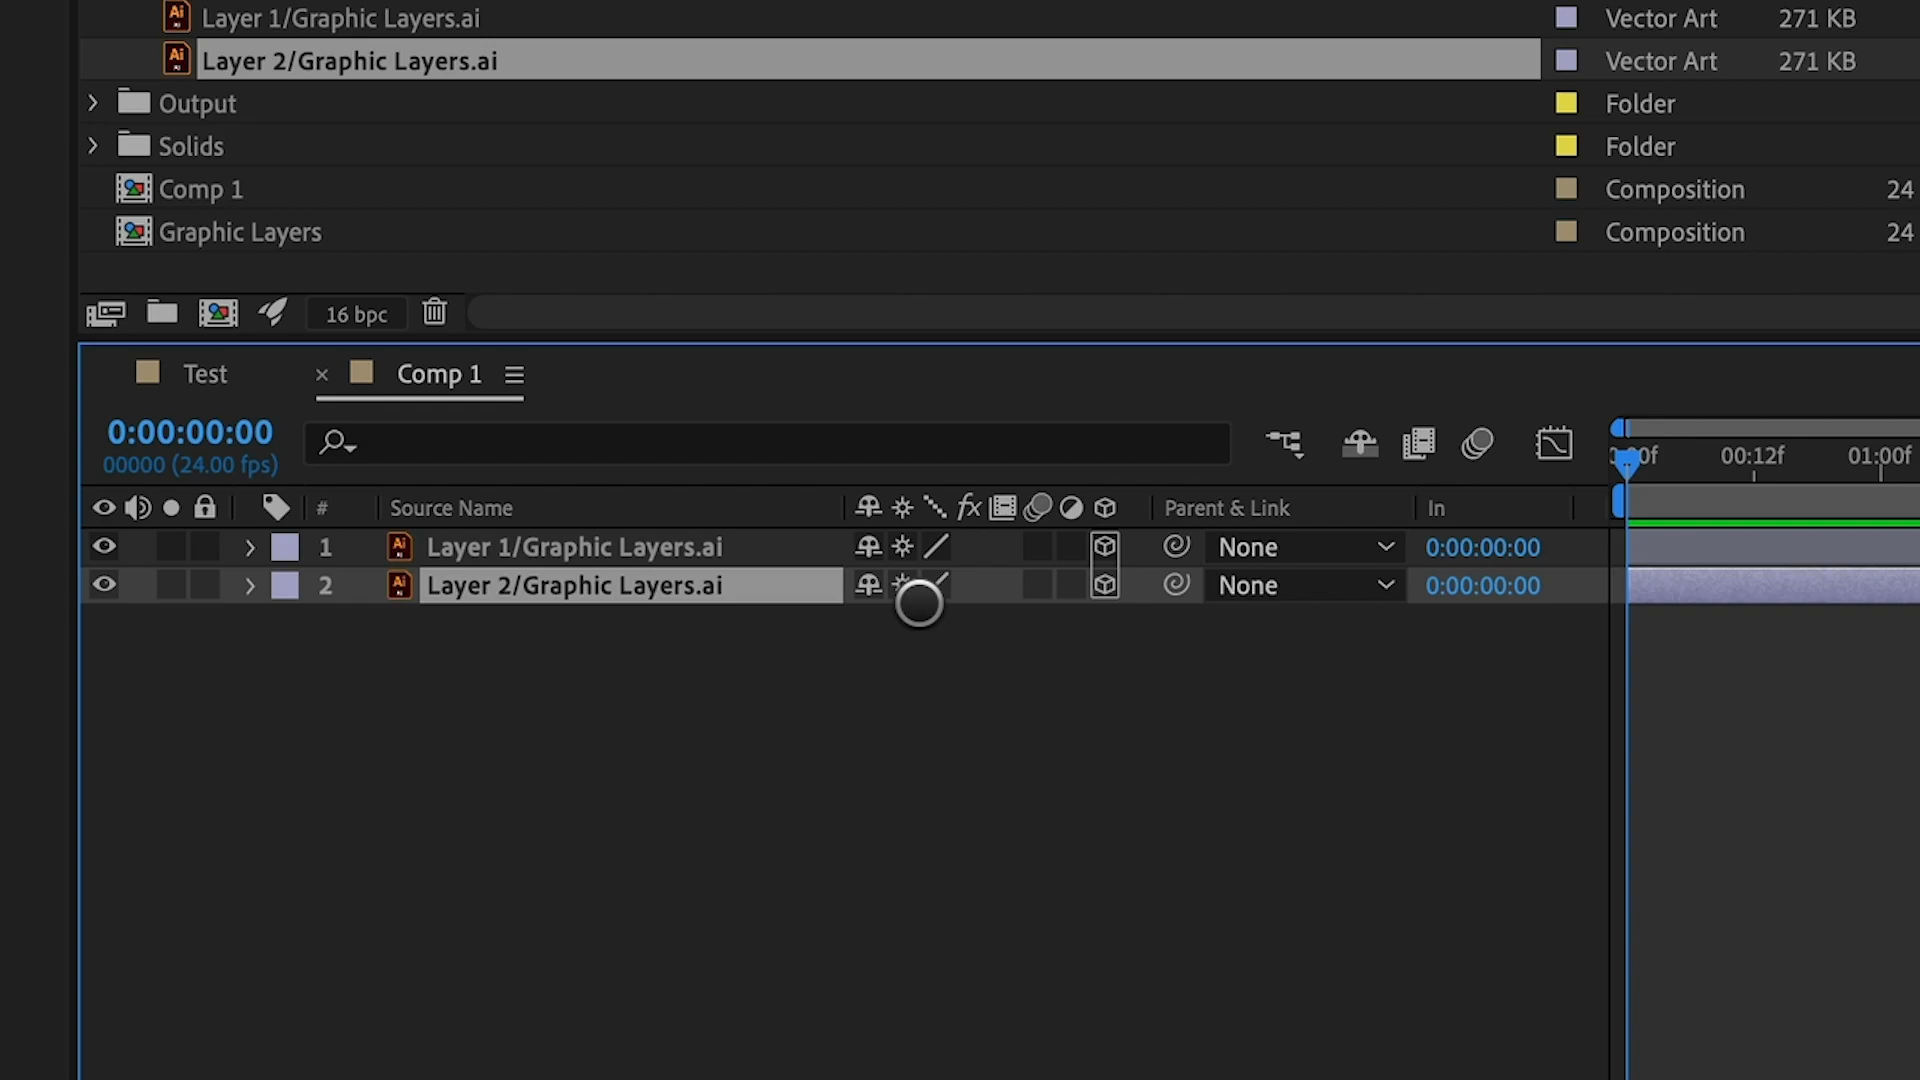 Layer 1/Graphic Layers.ai Vector Art 271 KB
Layer 2/Graphic Layers.ai Vector Art 271 KB
Output Folder
Solids Folder
Comp 1 Composition 24
Graphic Layers Composition 24
16 bpc
Test × Comp 1
0:00:00:00
00000 (24.00 fps)
00:12f 01:00f
# Source Name fx Parent & Link In
1 Ai Layer 1/Graphic Layers.ai None 0:00:00:00
2 Ai Layer 2/Graphic Layers.ai None 0:00:00:00